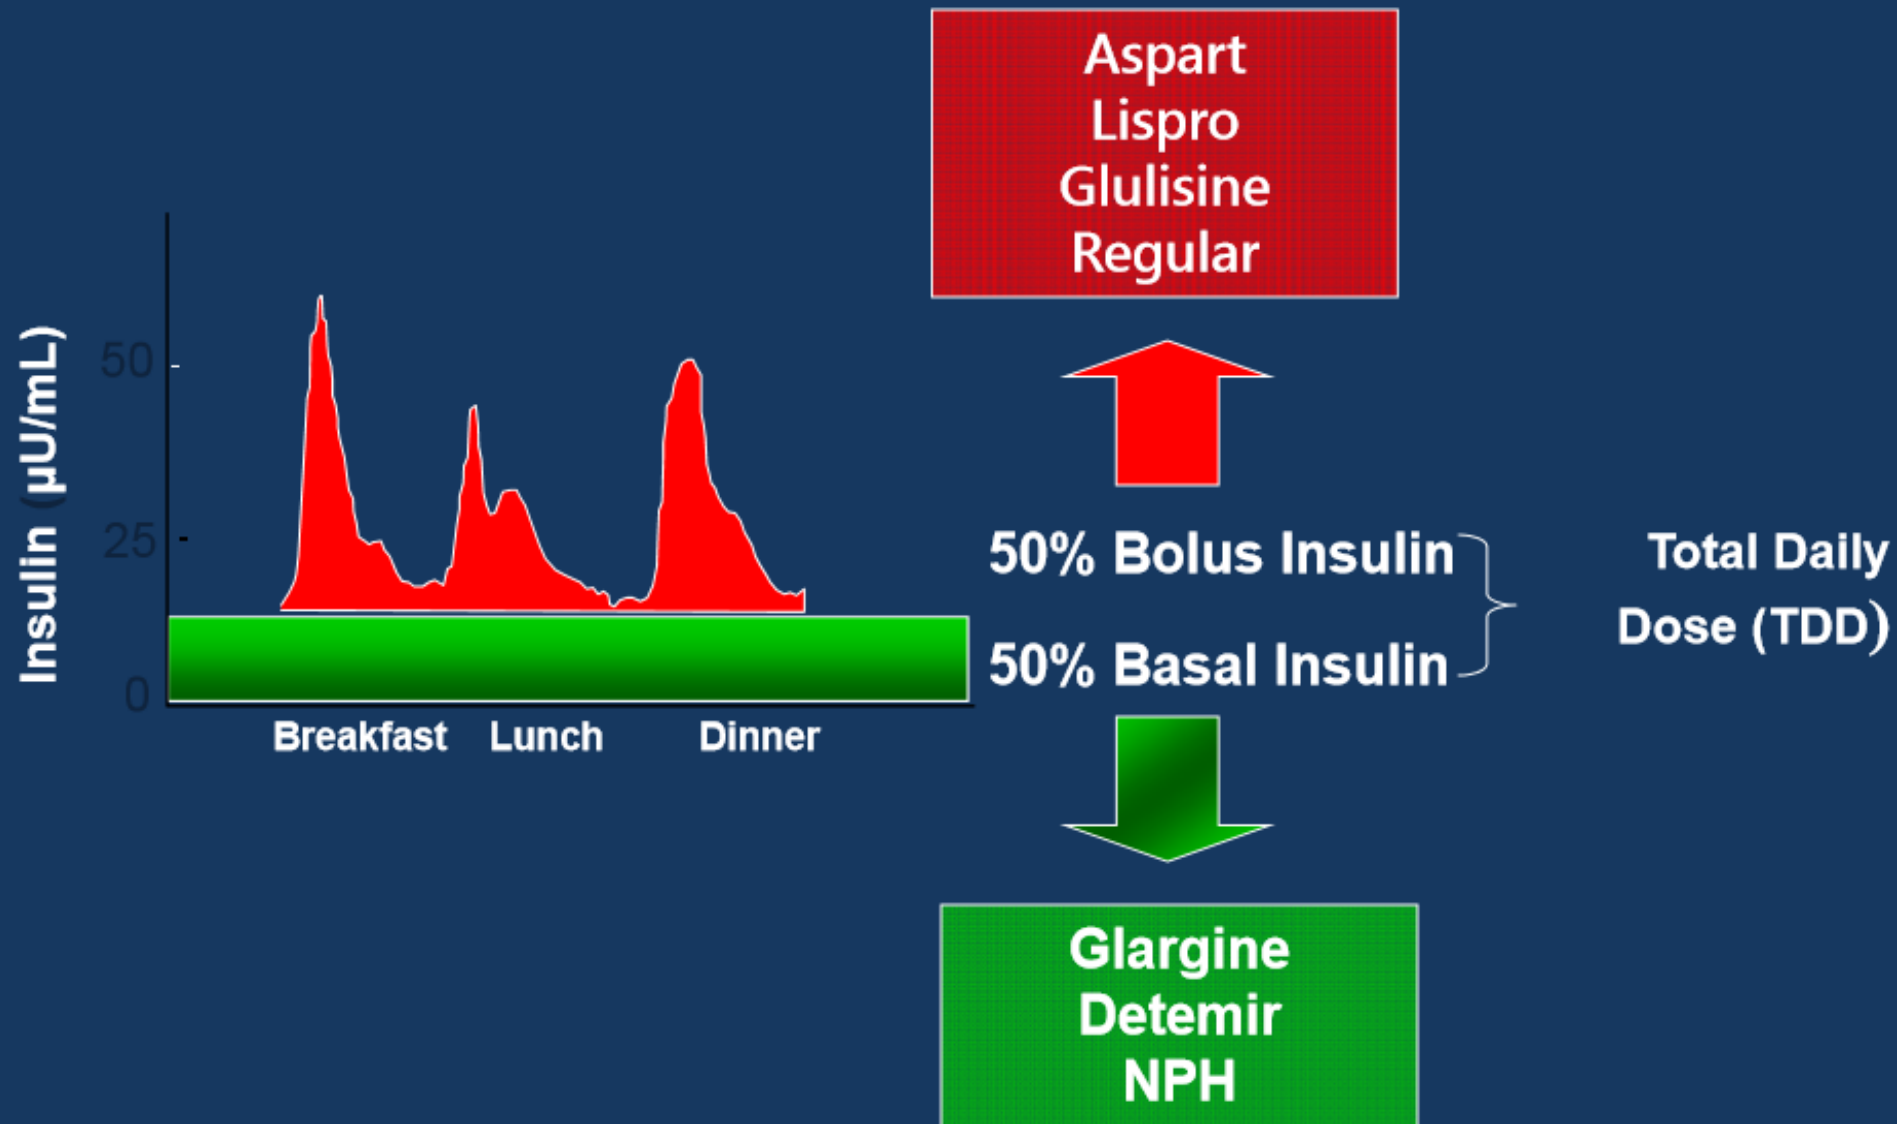 Aspart
Lispro
Glulisine
Regular
Insulin (µU/mL)
50
25
0
Breakfast Lunch Dinner
50% Bolus Insulin
50% Basal Insulin
Total Daily
Dose (TDD)
Glargine
Detemir
NPH